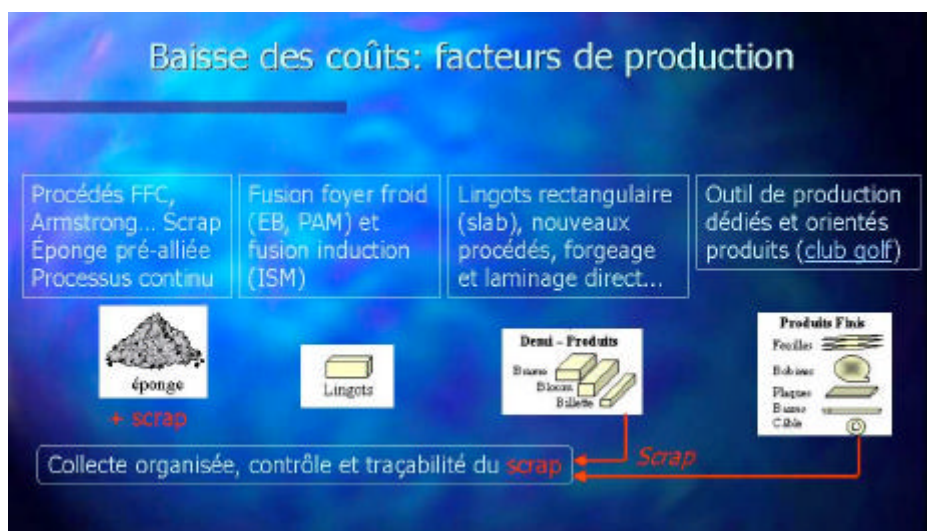 Baisse des coûts: facteurs de production
Procédés FFC,
Armstrong... Scrap
Éponge pré-alliée
Processus continu
Fusion foyer froid
(EB, PAM) et
fusion induction
(ISM)
Lingots rectangulaire
(slab), nouveaux
procédés, forgeage
et laminage direct...
Outil de production
dédiés et orientés
produits (club golf)
éponge
+ scrap
Lingots
Demi - Produits
Brame
Bloom
Billette
Produits Finis
Feuilles
Bobines
Plaques
Barres
Câble
Scrap
Collecte organisée, contrôle et traçabilité du scrap